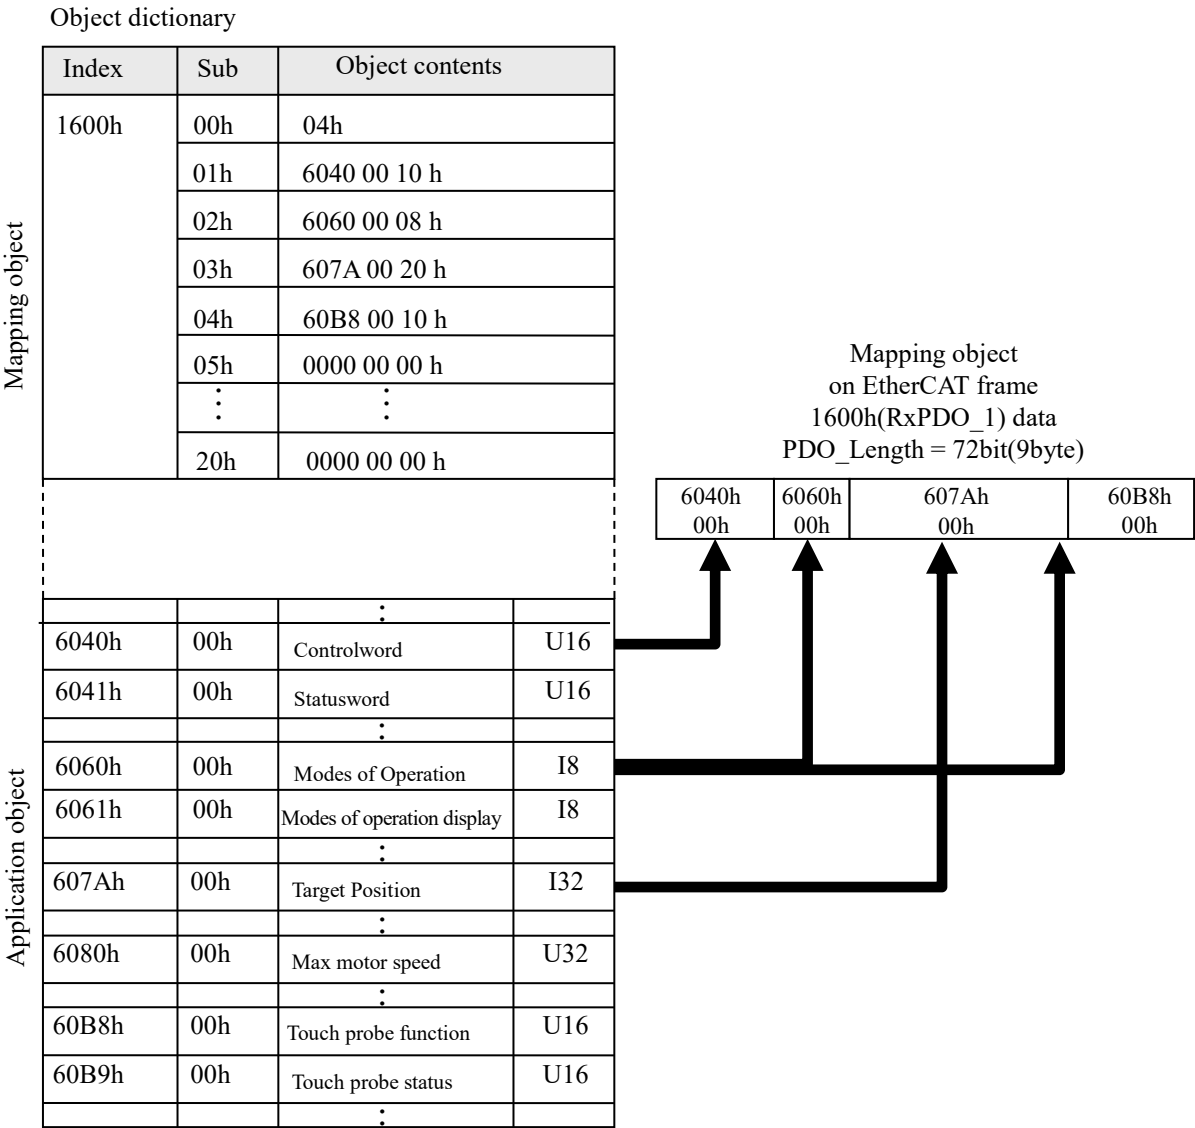 Object dictionary
Index Sub Object contents
Mapping object
1600h 00h 04h
01h 6040 00 10 h
02h 6060 00 08 h
03h 607A 00 20 h
04h 60B8 00 10 h
05h 0000 00 00 h
⋮ ⋮
20h 0000 00 00 h
Mapping object
on EtherCAT frame
1600h(RxPDO_1) data
PDO_Length = 72bit(9byte)
6040h 6060h 607Ah 60B8h
00h 00h 00h 00h
Application object
⋮
6040h 00h Controlword U16
6041h 00h Statusword U16
⋮
6060h 00h Modes of Operation I8
6061h 00h Modes of operation display I8
⋮
607Ah 00h Target Position I32
⋮
6080h 00h Max motor speed U32
⋮
60B8h 00h Touch probe function U16
60B9h 00h Touch probe status U16
⋮